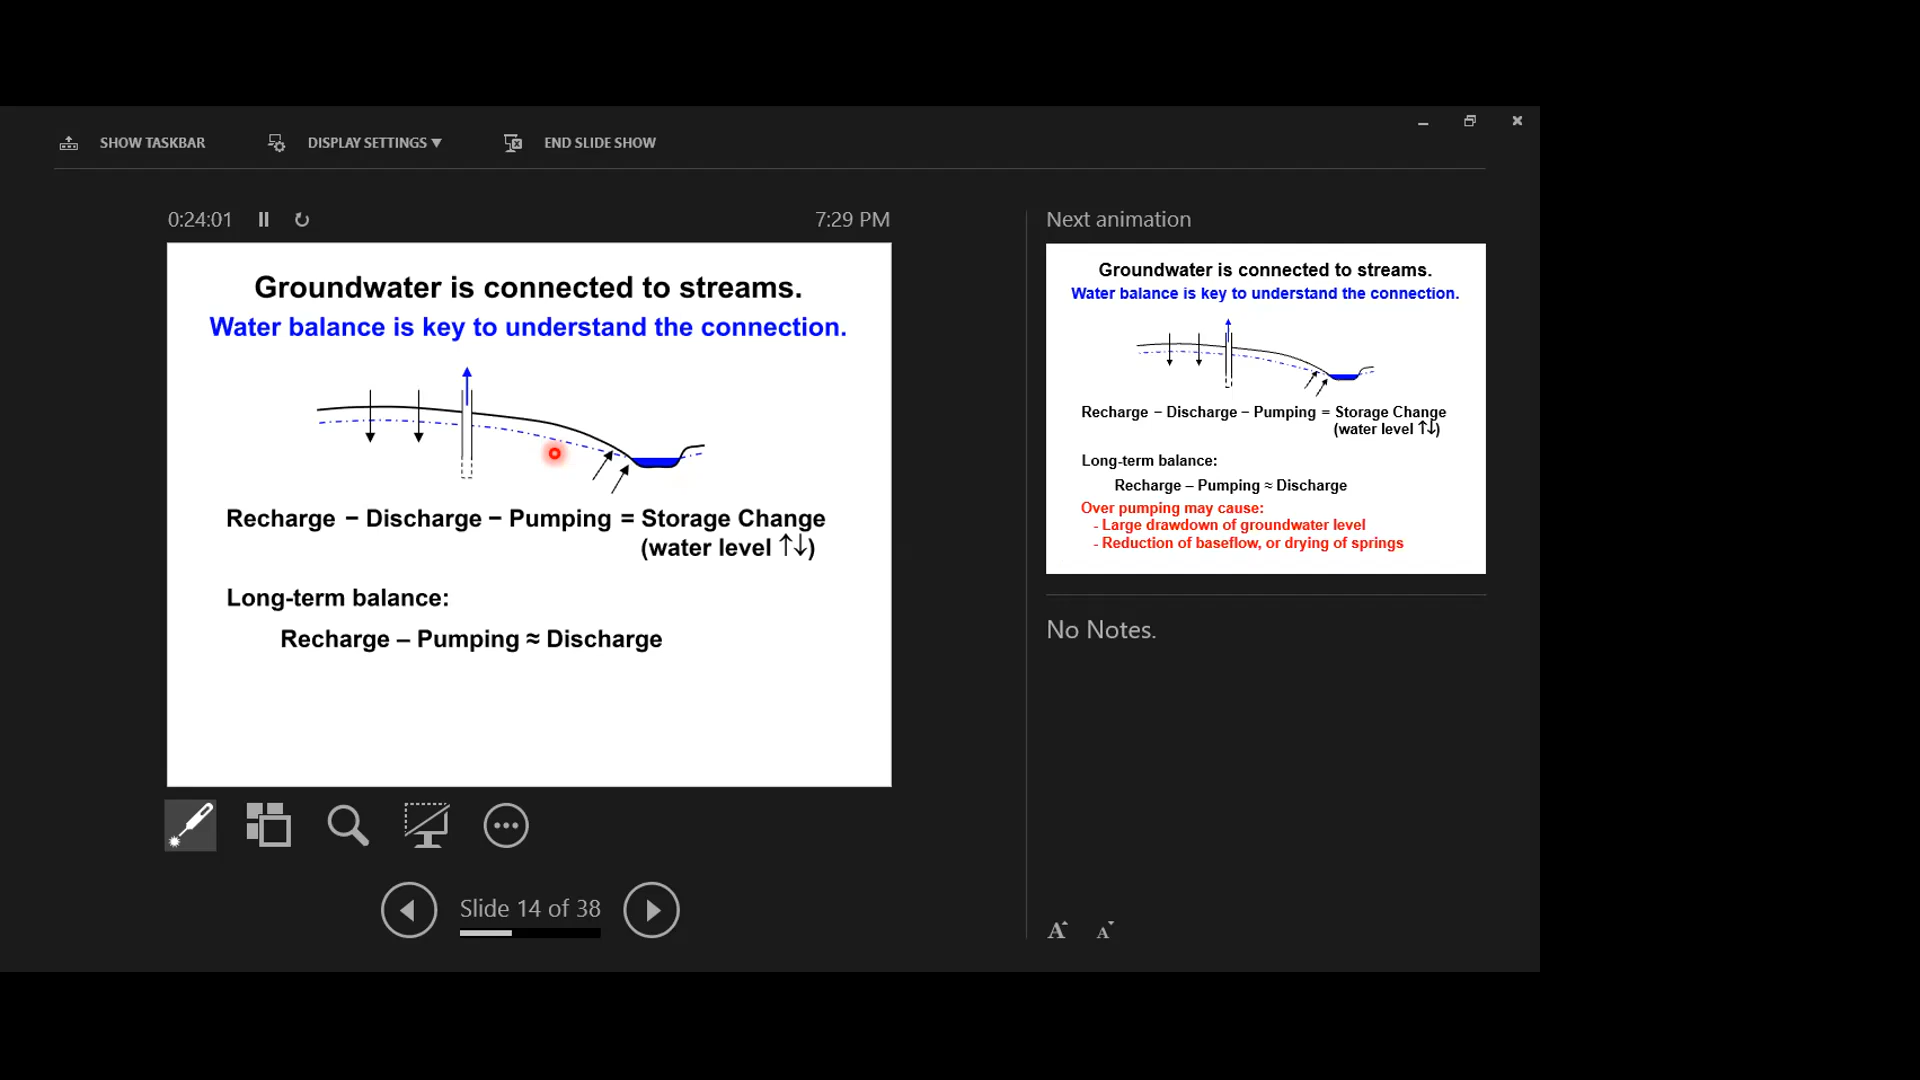 SHOW TASKBAR
DISPLAY SETTINGS ▼
END SLIDE SHOW
0:24:01
7:29 PM
Groundwater is connected to streams.
Water balance is key to understand the connection.
Recharge − Discharge − Pumping = Storage Change
(water level ↑↓)
Long-term balance:
Recharge – Pumping ≈ Discharge
Slide 14 of 38
Next animation
Groundwater is connected to streams.
Water balance is key to understand the connection.
Recharge − Discharge − Pumping = Storage Change
(water level ↑↓)
Long-term balance:
Recharge – Pumping ≈ Discharge
Over pumping may cause:
- Large drawdown of groundwater level
- Reduction of baseflow, or drying of springs
No Notes.
A A